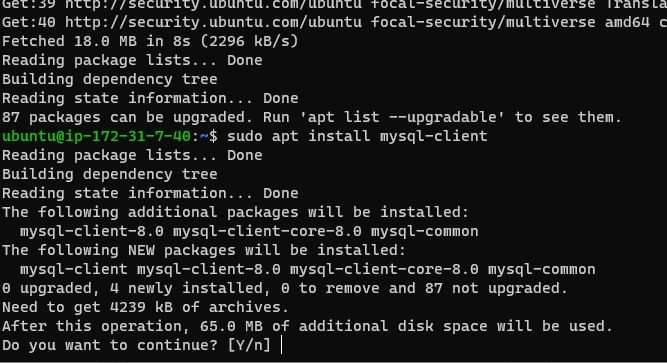 Get:39 http://security.ubuntu.com/ubuntu focal-security/multiverse Transla
Get:40 http://security.ubuntu.com/ubuntu focal-security/multiverse amd64 c
Fetched 18.0 MB in 8s (2296 kB/s)
Reading package lists... Done
Building dependency tree
Reading state information... Done
87 packages can be upgraded. Run 'apt list --upgradable' to see them.
ubuntu@ip-172-31-7-40:~$ sudo apt install mysql-client
Reading package lists... Done
Building dependency tree
Reading state information... Done
The following additional packages will be installed:
  mysql-client-8.0 mysql-client-core-8.0 mysql-common
The following NEW packages will be installed:
  mysql-client mysql-client-8.0 mysql-client-core-8.0 mysql-common
0 upgraded, 4 newly installed, 0 to remove and 87 not upgraded.
Need to get 4239 kB of archives.
After this operation, 65.0 MB of additional disk space will be used.
Do you want to continue? [Y/n]